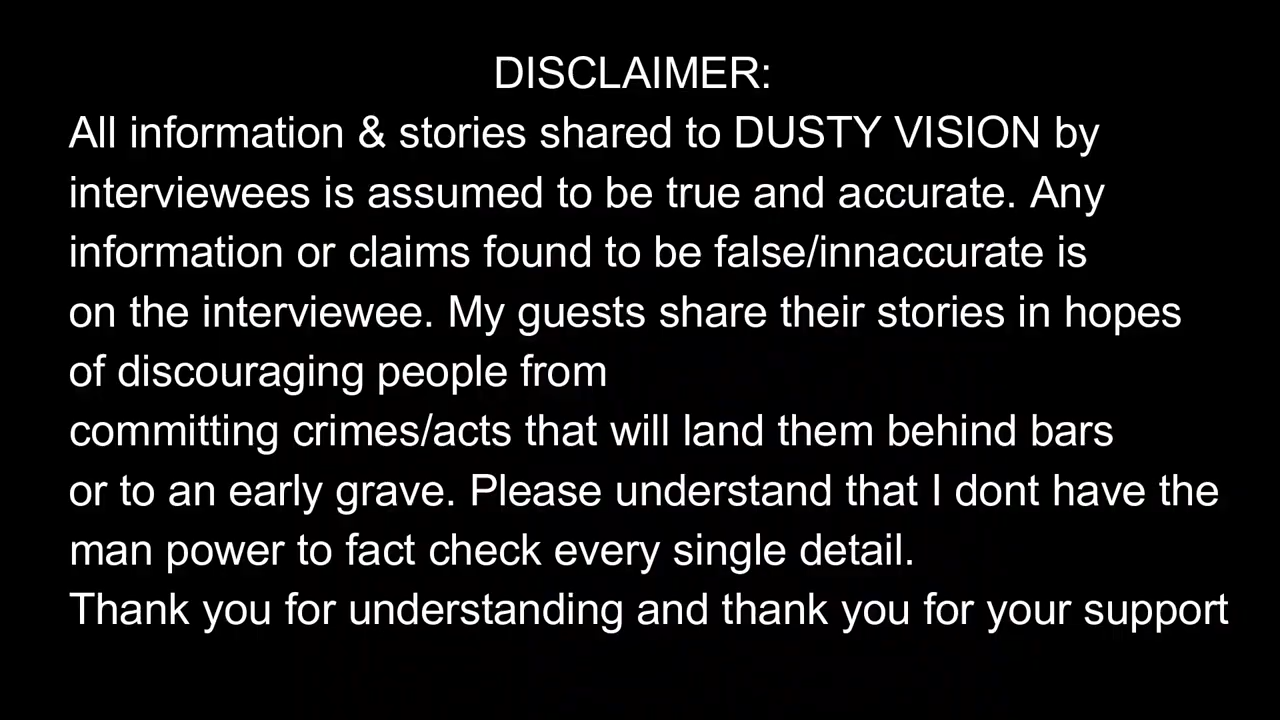 DISCLAIMER:
All information & stories shared to DUSTY VISION by
interviewees is assumed to be true and accurate. Any
information or claims found to be false/innaccurate is
on the interviewee. My guests share their stories in hopes
of discouraging people from
committing crimes/acts that will land them behind bars
or to an early grave. Please understand that I dont have the
man power to fact check every single detail.
Thank you for understanding and thank you for your support